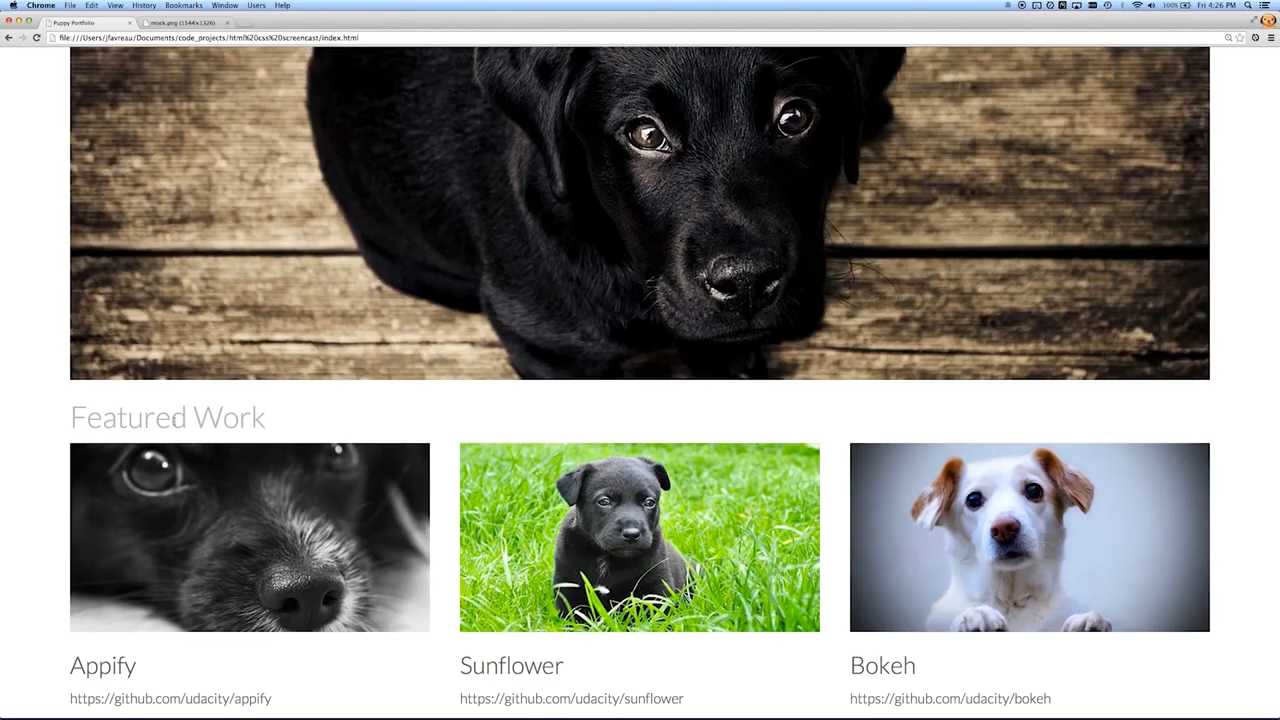 Chrome File Edit View History Bookmarks Window Users Help 100% Fri 4:26 PM
Puppy Portfolio mock.png (1544×1326)
file:///Users/jfavreau/Documents/code_projects/html%20css%20screencast/index.html
Featured Work
Appify Sunflower Bokeh
https://github.com/udacity/appify https://github.com/udacity/sunflower https://github.com/udacity/bokeh